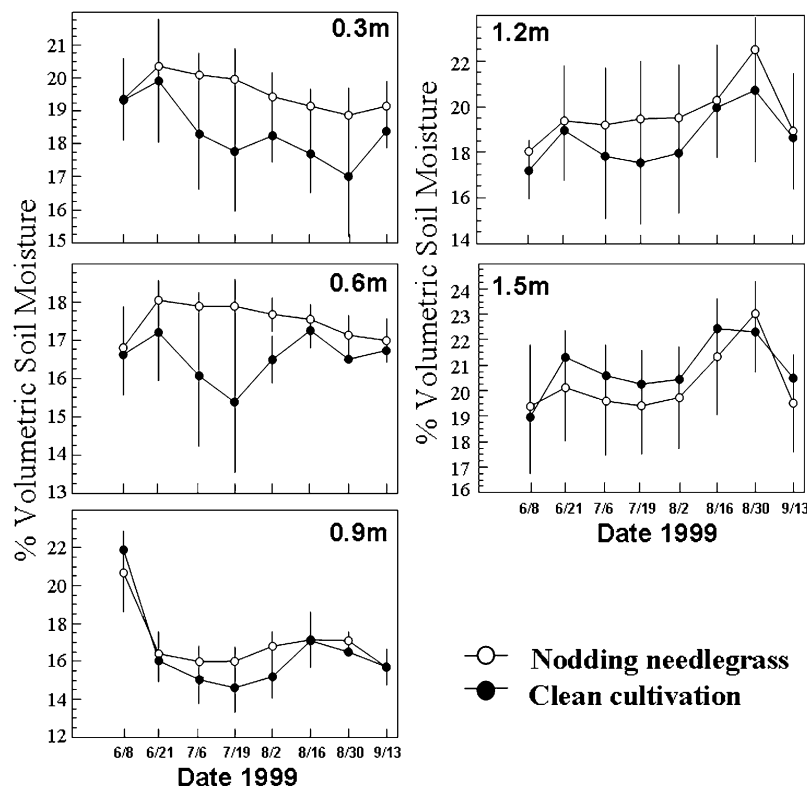 0.3m
21
20
19
18
17
16
15
0.6m
18
17
16
15
14
13
0.9m
22
20
18
16
14
12
6/8 6/21 7/6 7/19 8/2 8/16 8/30 9/13
Date 1999
% Volumetric Soil Moisture
1.2m
22
20
18
16
14
1.5m
24
23
22
21
20
19
18
17
16
6/8 6/21 7/6 7/19 8/2 8/16 8/30 9/13
Date 1999
% Volumetric Soil Moisture
Nodding needlegrass
Clean cultivation